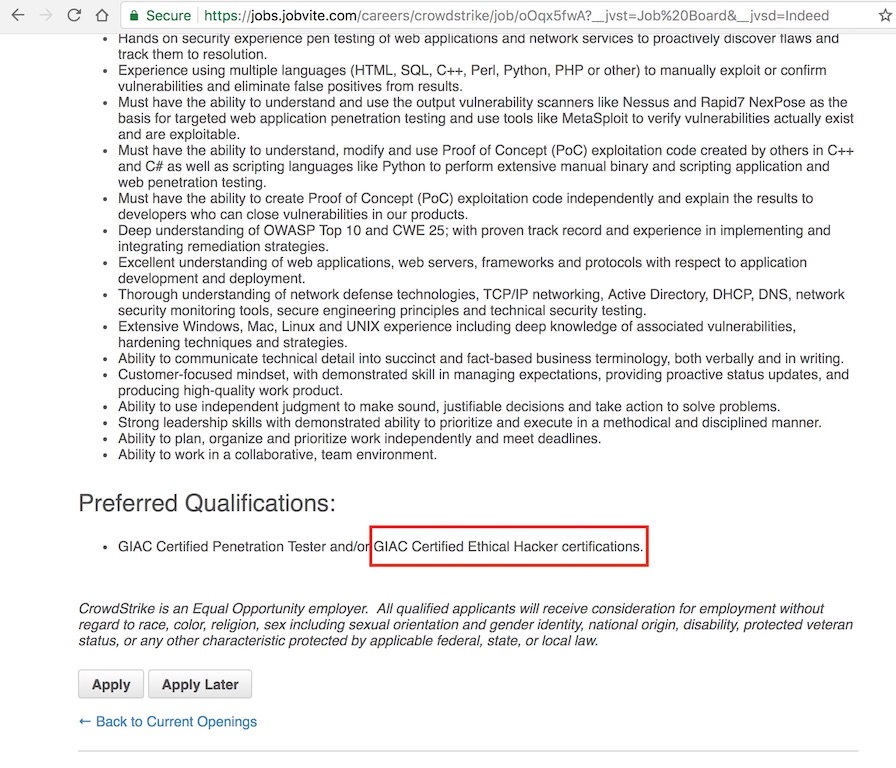 Secure https://jobs.jobvite.com/careers/crowdstrike/job/oOqx5fwA?__jvst=Job%20Board&__jvsd=Indeed
• Hands on security experience pen testing of web applications and network services to proactively discover flaws and
track them to resolution.
• Experience using multiple languages (HTML, SQL, C++, Perl, Python, PHP or other) to manually exploit or confirm
vulnerabilities and eliminate false positives from results.
• Must have the ability to understand and use the output vulnerability scanners like Nessus and Rapid7 NexPose as the
basis for targeted web application penetration testing and use tools like MetaSploit to verify vulnerabilities actually exist
and are exploitable.
• Must have the ability to understand, modify and use Proof of Concept (PoC) exploitation code created by others in C++
and C# as well as scripting languages like Python to perform extensive manual binary and scripting application and
web penetration testing.
• Must have the ability to create Proof of Concept (PoC) exploitation code independently and explain the results to
developers who can close vulnerabilities in our products.
• Deep understanding of OWASP Top 10 and CWE 25; with proven track record and experience in implementing and
integrating remediation strategies.
• Excellent understanding of web applications, web servers, frameworks and protocols with respect to application
development and deployment.
• Thorough understanding of network defense technologies, TCP/IP networking, Active Directory, DHCP, DNS, network
security monitoring tools, secure engineering principles and technical security testing.
• Extensive Windows, Mac, Linux and UNIX experience including deep knowledge of associated vulnerabilities,
hardening techniques and strategies.
• Ability to communicate technical detail into succinct and fact-based business terminology, both verbally and in writing.
• Customer-focused mindset, with demonstrated skill in managing expectations, providing proactive status updates, and
producing high-quality work product.
• Ability to use independent judgment to make sound, justifiable decisions and take action to solve problems.
• Strong leadership skills with demonstrated ability to prioritize and execute in a methodical and disciplined manner.
• Ability to plan, organize and prioritize work independently and meet deadlines.
• Ability to work in a collaborative, team environment.
Preferred Qualifications:
• GIAC Certified Penetration Tester and/or GIAC Certified Ethical Hacker certifications.
CrowdStrike is an Equal Opportunity employer. All qualified applicants will receive consideration for employment without
regard to race, color, religion, sex including sexual orientation and gender identity, national origin, disability, protected veteran
status, or any other characteristic protected by applicable federal, state, or local law.
Apply Apply Later
← Back to Current Openings